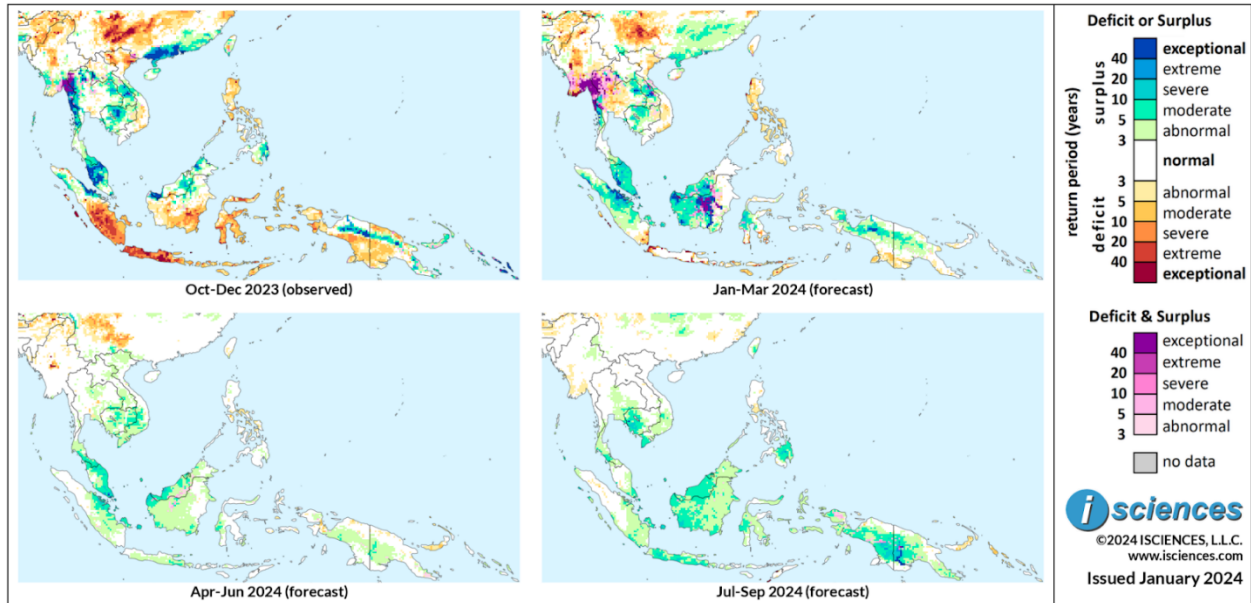 Oct-Dec 2023 (observed)
Jan-Mar 2024 (forecast)
Apr-Jun 2024 (forecast)
Jul-Sep 2024 (forecast)
Deficit or Surplus
return period (years)
surplus
deficit
exceptional
40
extreme
20
severe
10
moderate
5
abnormal
3
normal
3
abnormal
5
moderate
10
severe
20
extreme
40
exceptional
Deficit & Surplus
exceptional
40
extreme
20
severe
10
moderate
5
abnormal
3
no data
i sciences
©2024 ISCIENCES, L.L.C.
www.isciences.com
Issued January 2024